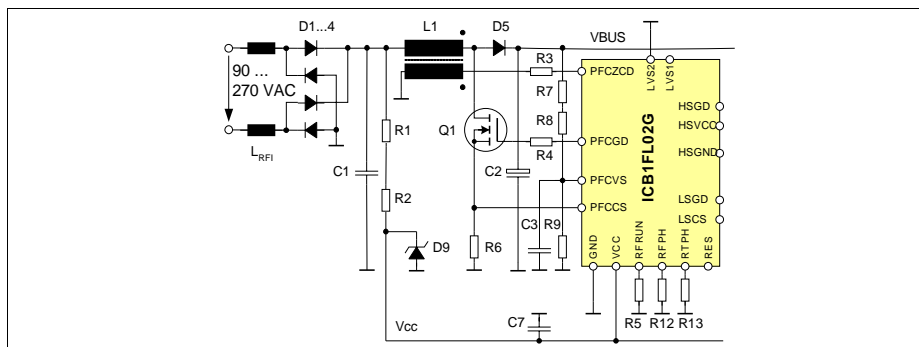 D1...4
L1
D5
VBUS
90 ...
270 VAC
LRFI
R3
PFCZCD
LVS2
LVS1
R7
R8
HSGD
HSVCC
HSGND
R1
Q1
R4
PFCGD
C1
C2
PFCVS
ICB1FL02G
R2
PFCCS
LSGD
LSCS
C3
R9
D9
R6
GND
VCC
RFRUN
RFPH
RTPH
RES
Vcc
C7
R5
R12
R13